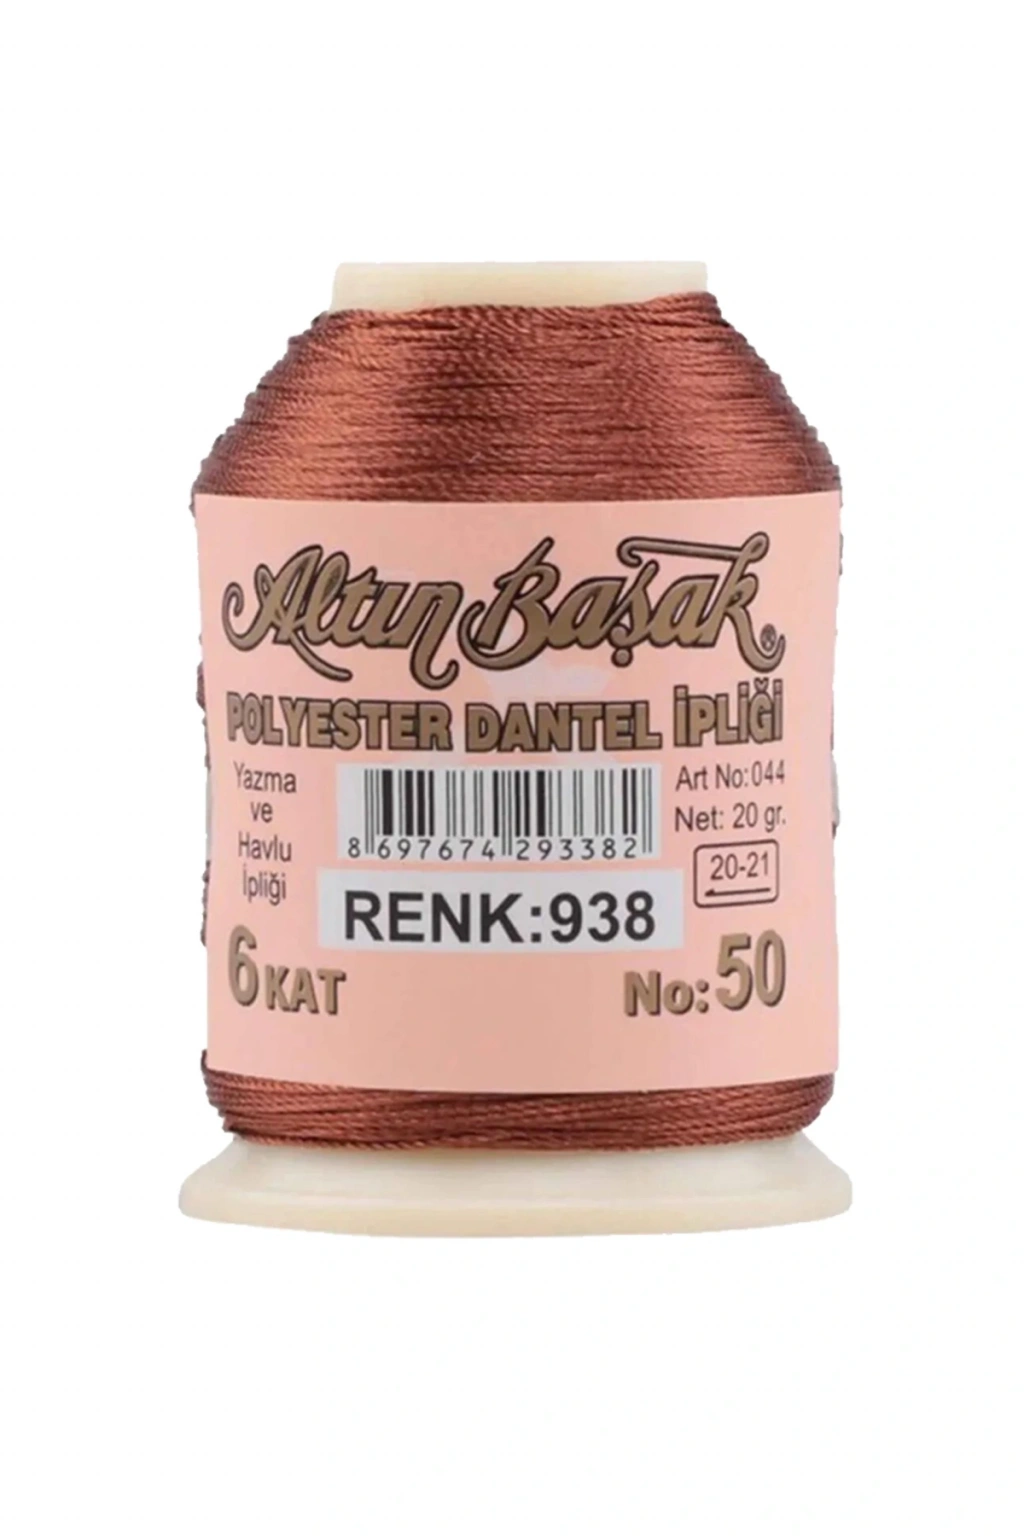 Altın Başak ®
POLYESTER DANTEL İPLİĞİ
Yazma
ve
Havlu
İpliği
8 697674 293382
Art No: 044
Net: 20 gr.
20-21
RENK:938
6 KAT
No: 50